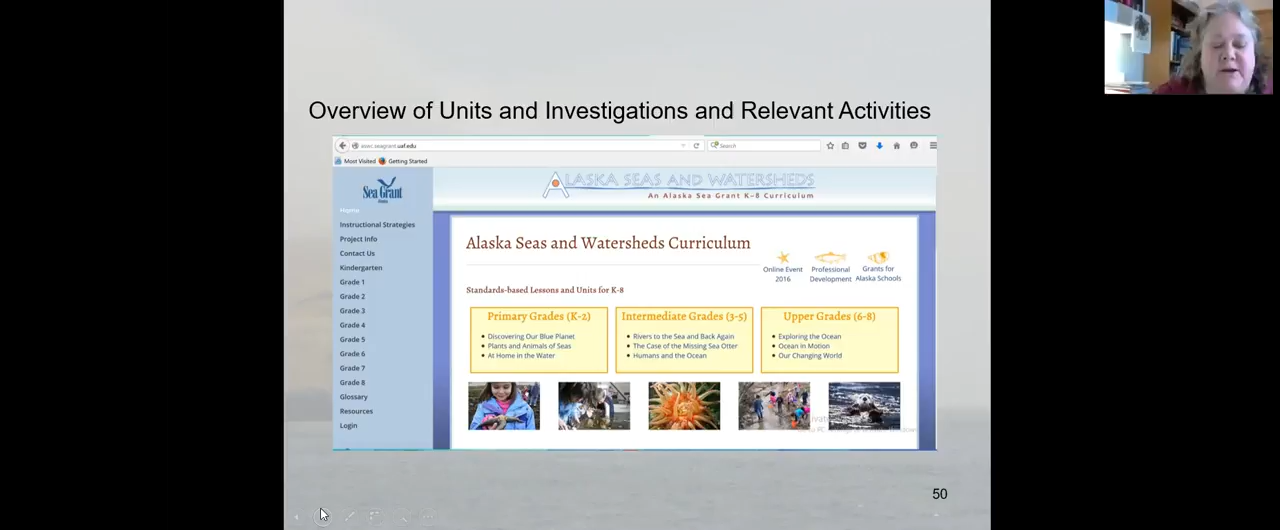 Overview of Units and Investigations and Relevant Activities
asec.seagrant.uaf.edu
Search
Most Visited Getting Started
Sea Grant
Alaska
ALASKA SEAS AND WATERSHEDS
An Alaska Sea Grant K–8 Curriculum
Home
Instructional Strategies
Project Info
Contact Us
Kindergarten
Grade 1
Grade 2
Grade 3
Grade 4
Grade 5
Grade 6
Grade 7
Grade 8
Glossary
Resources
Login
Alaska Seas and Watersheds Curriculum
Online Event
2016
Professional
Development
Grants for
Alaska Schools
Standards-based Lessons and Units for K-8
Primary Grades (K-2)
Discovering Our Blue Planet
Plants and Animals of Seas
At Home in the Water
Intermediate Grades (3-5)
Rivers to the Sea and Back Again
The Case of the Missing Sea Otter
Humans and the Ocean
Upper Grades (6-8)
Exploring the Ocean
Ocean in Motion
Our Changing World
50